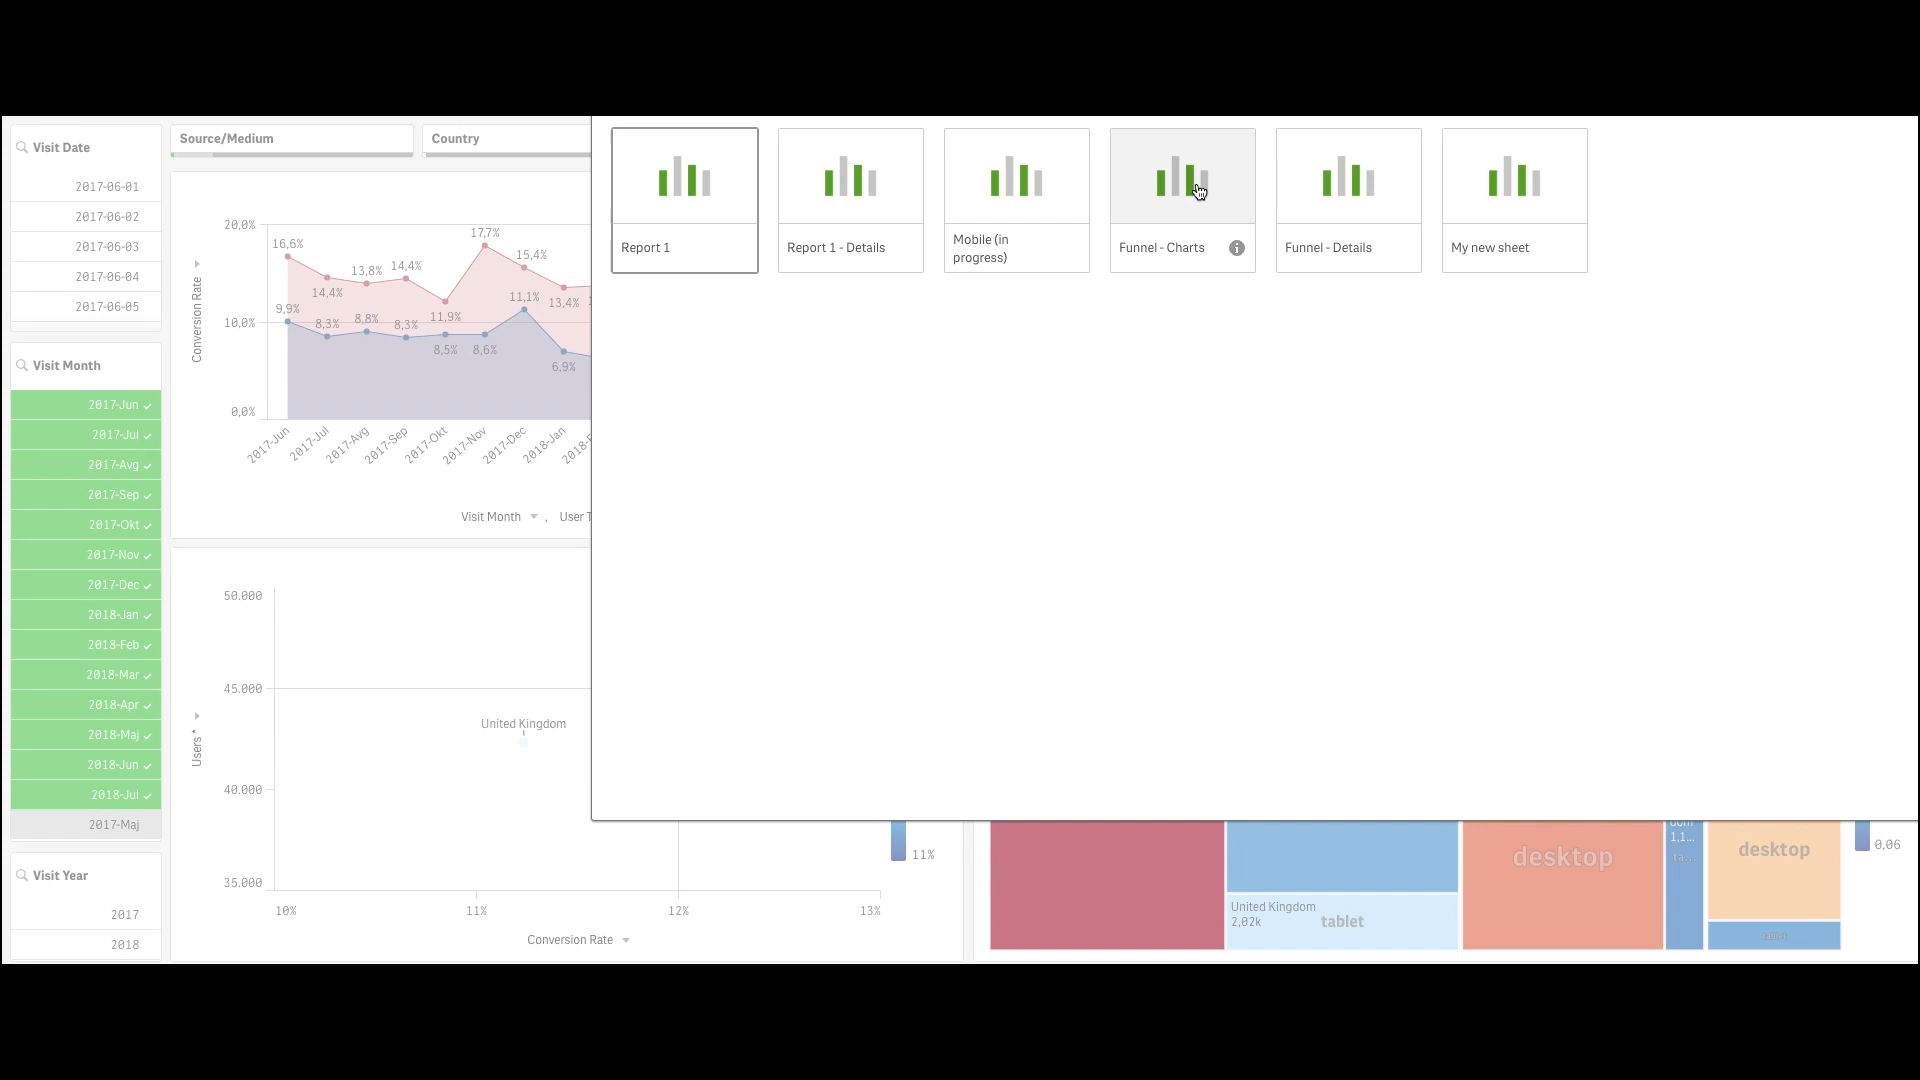 Visit Date
2017-06-01
2017-06-02
2017-06-03
2017-06-04
2017-06-05
Visit Month
2017-Jun
2017-Jul
2017-Avg
2017-Sep
2017-Okt
2017-Nov
2017-Dec
2018-Jan
2018-Feb
2018-Mar
2018-Apr
2018-Maj
2018-Jun
2018-Jul
2017-Maj
Visit Year
2017
2018
Source/Medium
Country
Conversion Rate
20,0%
10,0%
0,0%
16,6%
14,4%
13,8%
14,4%
11,9%
17,7%
15,4%
13,4%
9,9%
8,3%
8,8%
8,3%
8,5%
8,6%
11,1%
6,9%
2017-Jun
2017-Jul
2017-Avg
2017-Sep
2017-Okt
2017-Nov
2017-Dec
2018-Jan
Visit Month , User
Users *
50.000
45.000
40.000
35.000
United Kingdom
10%
11%
12%
13%
Conversion Rate
11%
Report 1
Report 1 - Details
Mobile (in
progress)
Funnel - Charts
Funnel - Details
My new sheet
United Kingdom
2,02k
tablet
desktop
1,1...
ta...
desktop
tablet
0,06